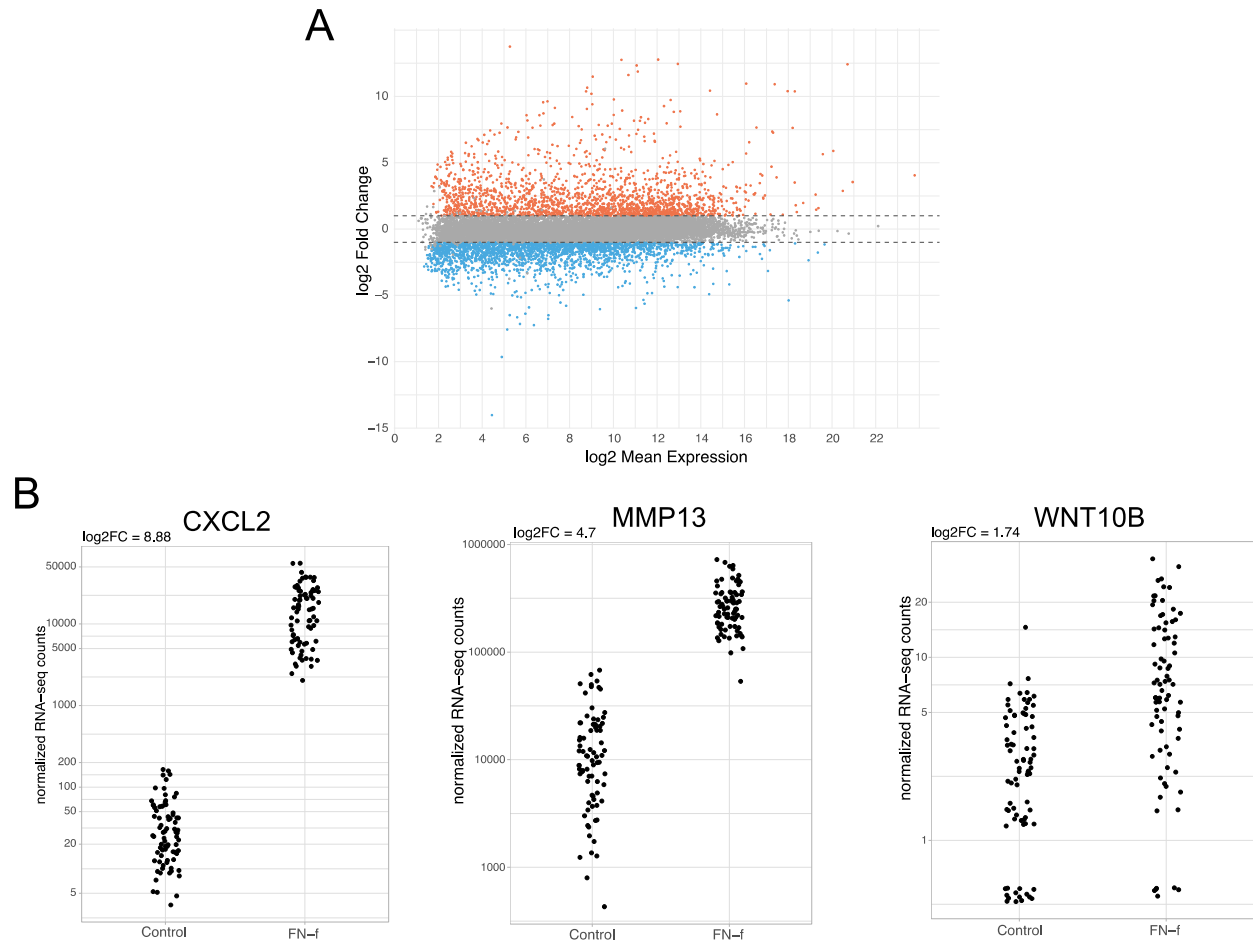 A
log2 Fold Change
10
5
0
−5
−10
−15
0 2 4 6 8 10 12 14 16 18 20 22
log2 Mean Expression
B
CXCL2
log2FC = 8.88
normalized RNA−seq counts
50000
10000
5000
1000
200
100
50
20
5
Control FN−f
MMP13
log2FC = 4.7
normalized RNA−seq counts
1000000
100000
10000
1000
Control FN−f
WNT10B
log2FC = 1.74
normalized RNA−seq counts
20
10
5
1
Control FN−f